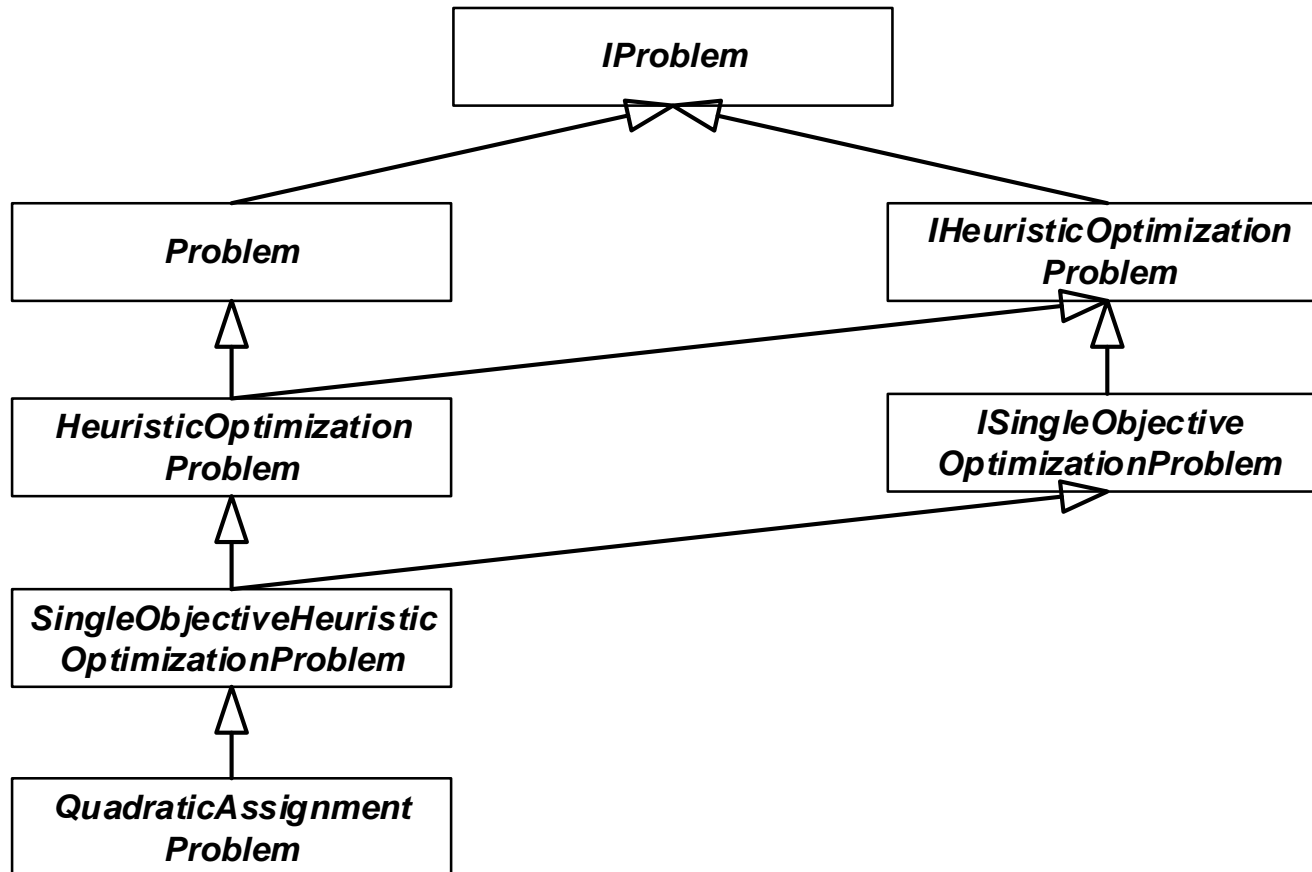 IProblem
Problem
IHeuristicOptimization
Problem
HeuristicOptimization
Problem
ISingleObjective
OptimizationProblem
SingleObjectiveHeuristic
OptimizationProblem
QuadraticAssignment
Problem